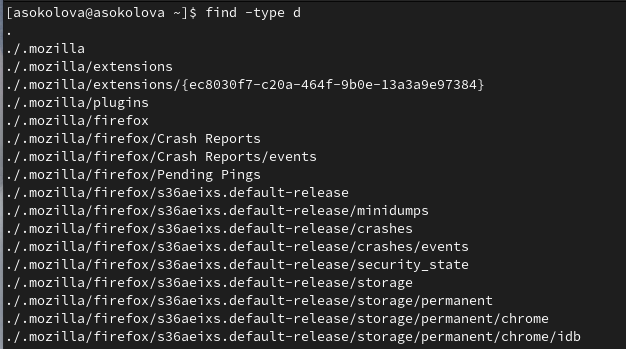 [asokolova@asokolova ~]$ find -type d
.
./.mozilla
./.mozilla/extensions
./.mozilla/extensions/{ec8030f7-c20a-464f-9b0e-13a3a9e97384}
./.mozilla/plugins
./.mozilla/firefox
./.mozilla/firefox/Crash Reports
./.mozilla/firefox/Crash Reports/events
./.mozilla/firefox/Pending Pings
./.mozilla/firefox/s36aeixs.default-release
./.mozilla/firefox/s36aeixs.default-release/minidumps
./.mozilla/firefox/s36aeixs.default-release/crashes
./.mozilla/firefox/s36aeixs.default-release/crashes/events
./.mozilla/firefox/s36aeixs.default-release/security_state
./.mozilla/firefox/s36aeixs.default-release/storage
./.mozilla/firefox/s36aeixs.default-release/storage/permanent
./.mozilla/firefox/s36aeixs.default-release/storage/permanent/chrome
./.mozilla/firefox/s36aeixs.default-release/storage/permanent/chrome/idb